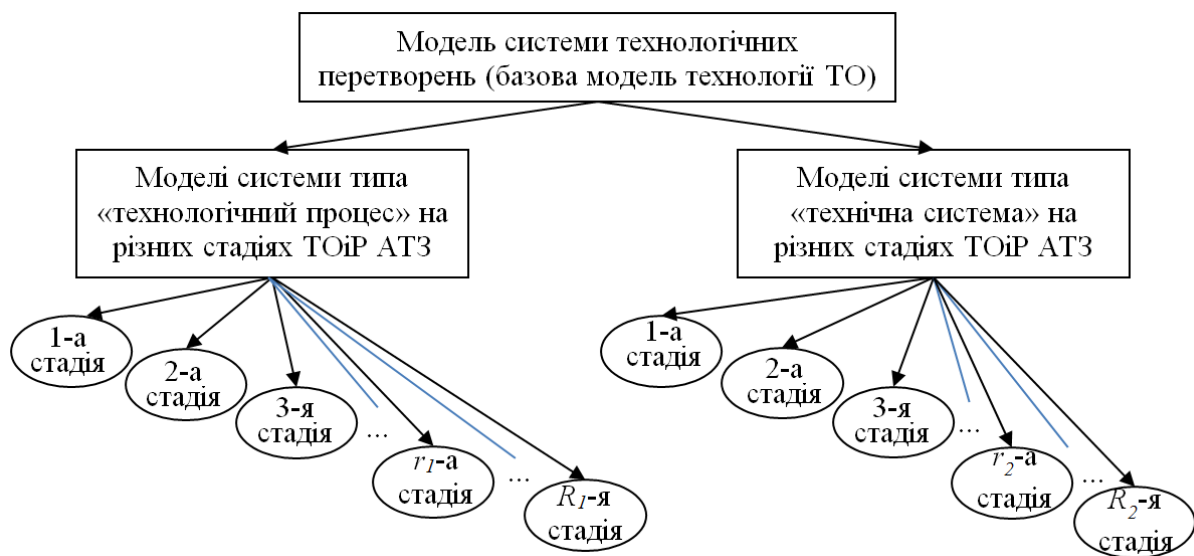 Модель системи технологічних
перетворень (базова модель технології ТО)
Моделі системи типа
«технологічний процес» на
різних стадіях ТОіР АТЗ
Моделі системи типа
«технічна система» на
різних стадіях ТОіР АТЗ
1-а
стадія
2-а
стадія
3-я
стадія
...
r1-а
стадія
...
R1-я
стадія
1-а
стадія
2-а
стадія
3-я
стадія
...
r2-а
стадія
...
R2-я
стадія